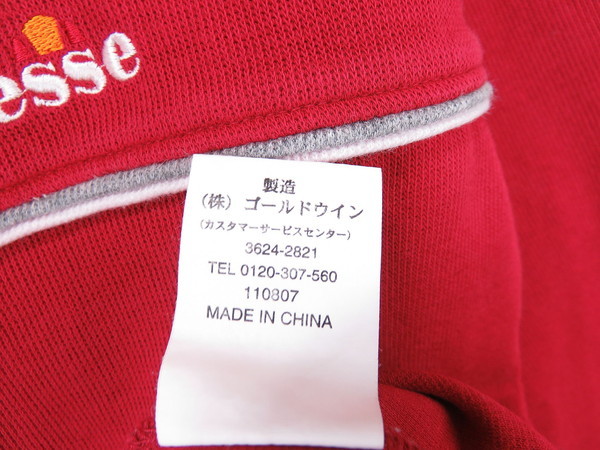 esse
製造
(株) ゴールドウイン
(カスタマーサービスセンター)
3624-2821
TEL 0120-307-560
110807
MADE IN CHINA